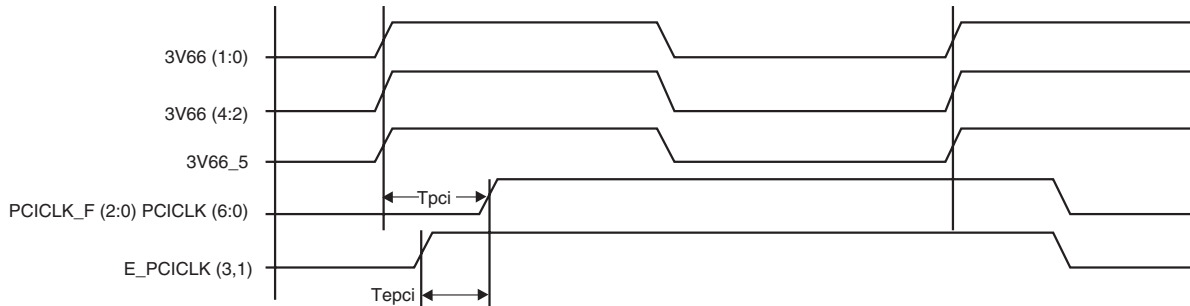 3V66 (1:0)
3V66 (4:2)
3V66_5
Tpci
PCICLK_F (2:0) PCICLK (6:0)
E_PCICLK (3,1)
Tepci